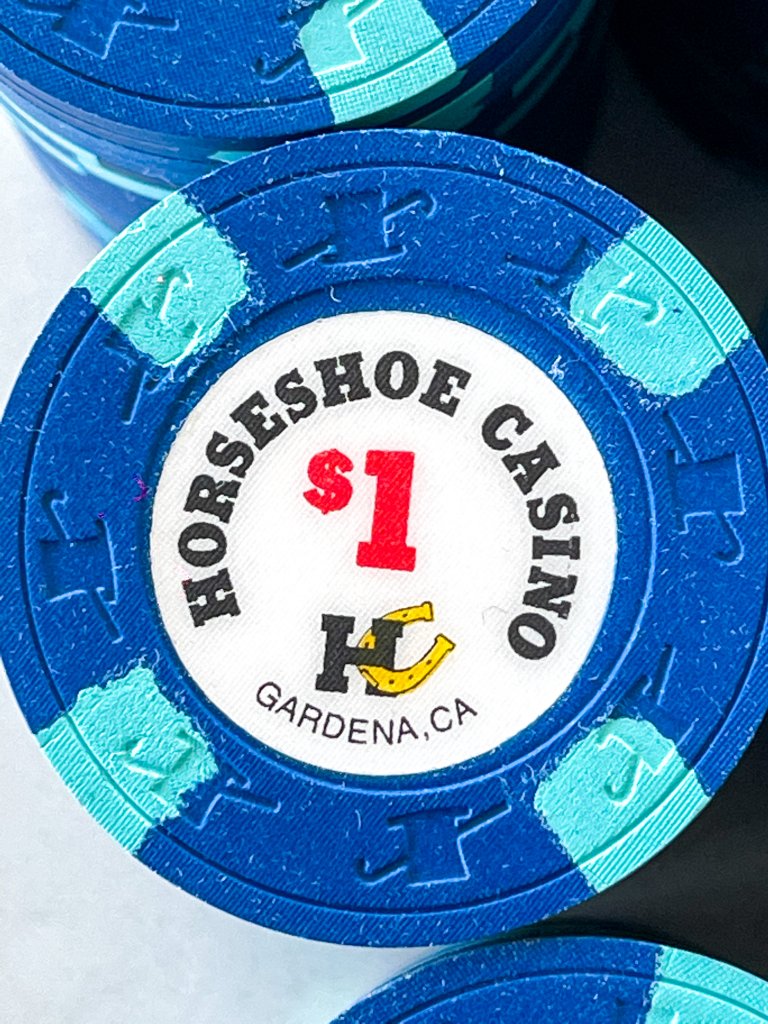 HORSESHOE CASINO
$1
HC
GARDENA, CA